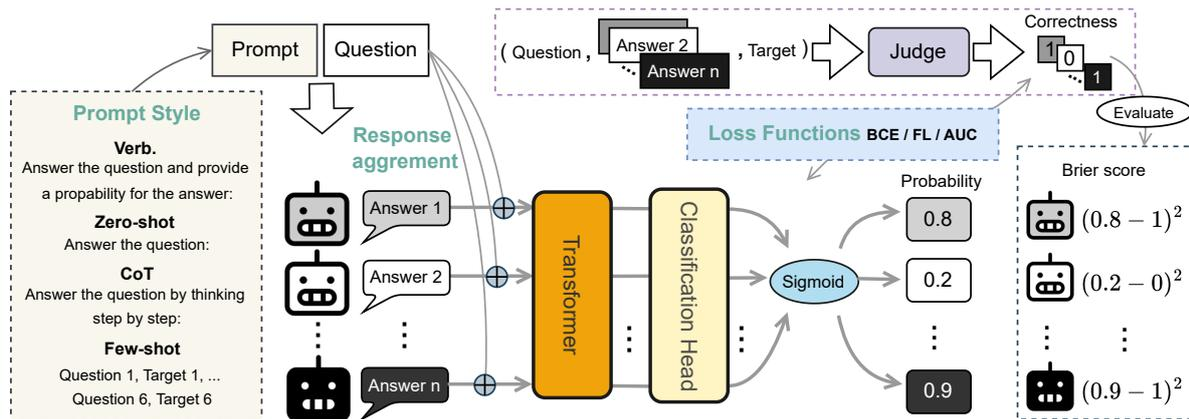 Prompt
Question
( Question ,
Answer 2
Answer n
, Target )
Judge
Correctness
1
0
1
Evaluate
Prompt Style
Verb.
Answer the question and provide
a propability for the answer:
Zero-shot
Answer the question:
CoT
Answer the question by thinking
step by step:
Few-shot
Question 1, Target 1, ...
Question 6, Target 6
Response
aggrement
Loss Functions BCE / FL / AUC
Answer 1
Answer 2
Answer n
Transformer
Classification Head
Sigmoid
Probability
0.8
0.2
0.9
Brier score
(0.8 − 1)²
(0.2 − 0)²
(0.9 − 1)²